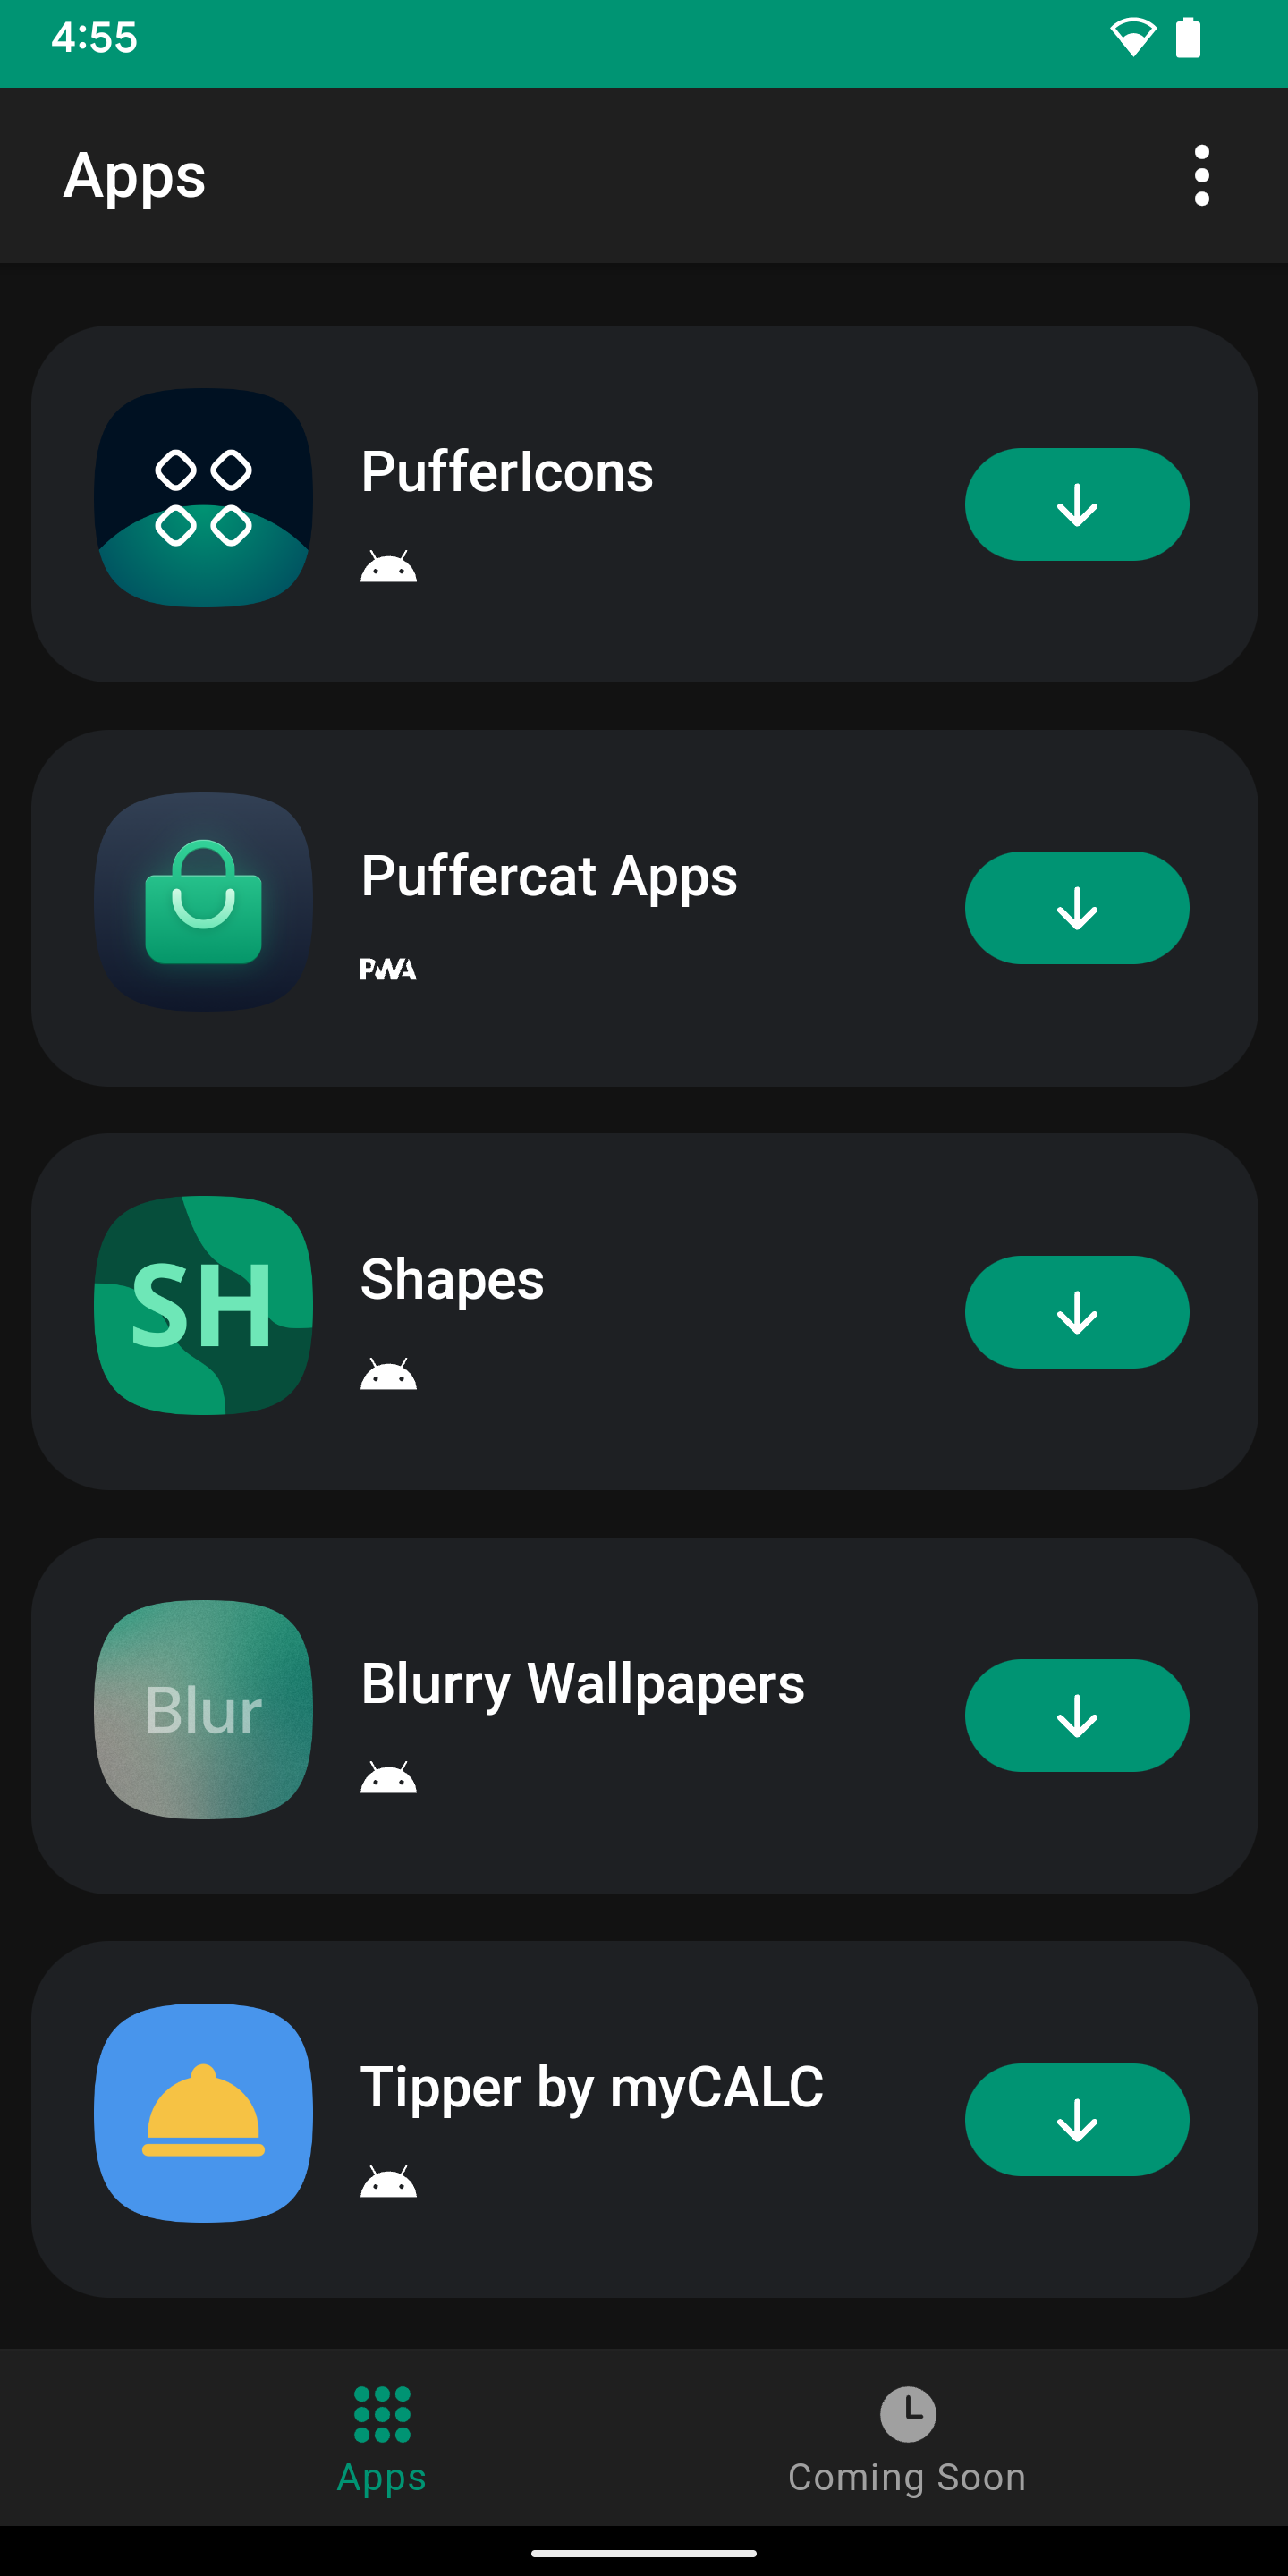 4:55
Apps
PufferIcons
Puffercat Apps
PWA
SH
Shapes
Blur
Blurry Wallpapers
Tipper by myCALC
Apps
Coming Soon